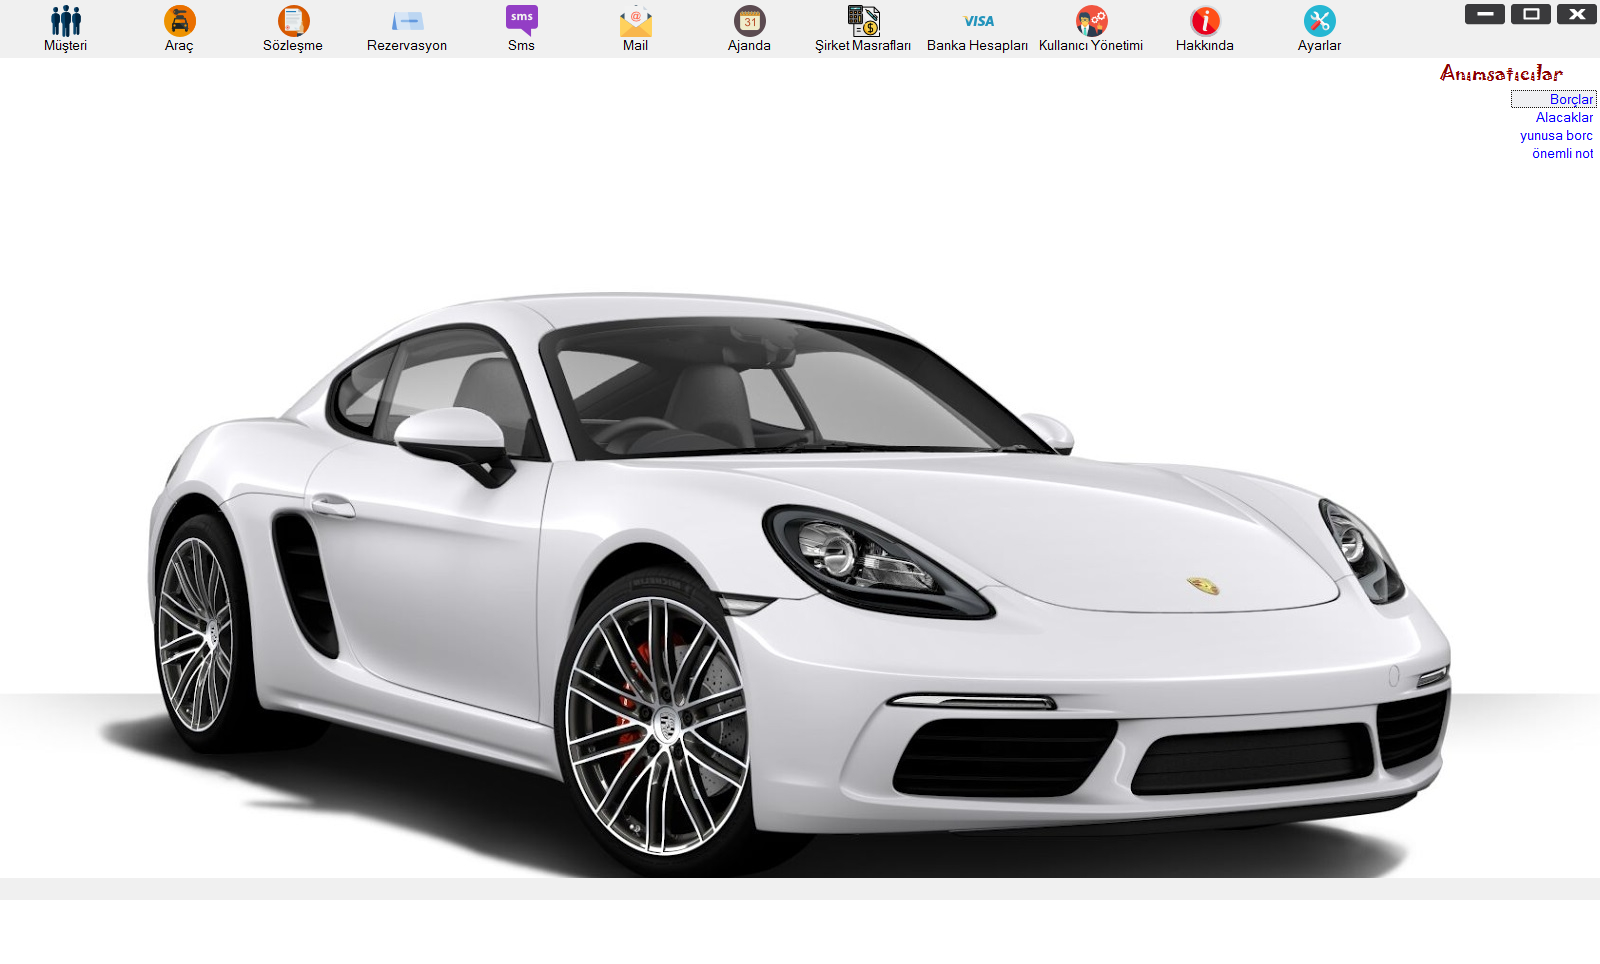 Müşteri
Araç
Sözleşme
Rezervasyon
sms
Sms
@
Mail
31
Ajanda
Şirket Masrafları
VISA
Banka Hesapları
Kullanıcı Yönetimi
i
Hakkında
Ayarlar
Anımsatıcılar
Borçlar
Alacaklar
yunusa borc
önemli not
MICHELIN